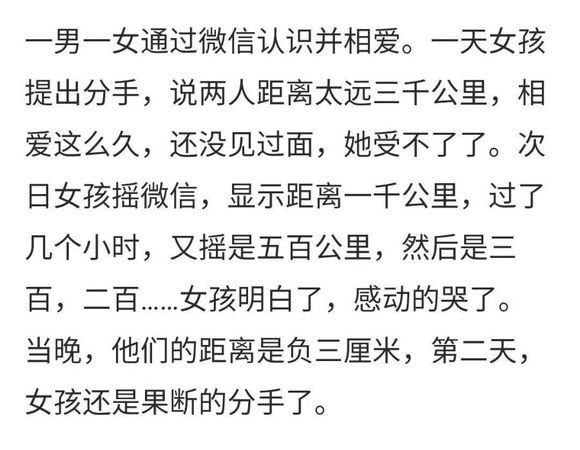 一男一女通过微信认识并相爱。一天女孩
提出分手，说两人距离太远三千公里，相
爱这么久，还没见过面，她受不了了。次
日女孩摇微信，显示距离一千公里，过了
几个小时，又摇是五百公里，然后是三
百，二百……女孩明白了，感动的哭了。
当晚，他们的距离是负三厘米，第二天，
女孩还是果断的分手了。